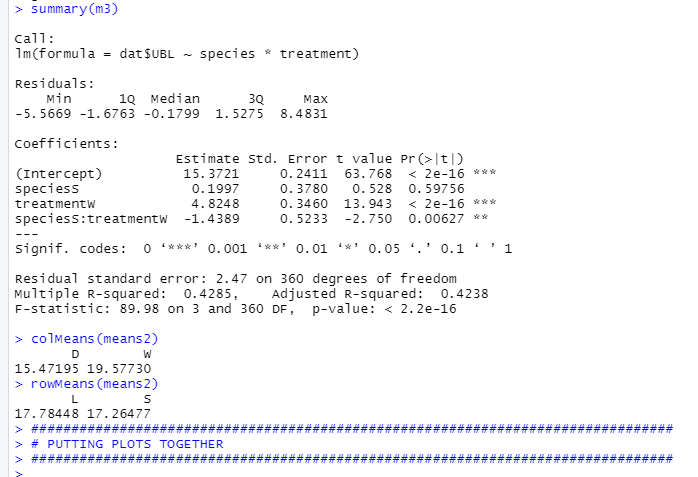 > summary(m3)
Call:
lm(formula = dat$UBL ~ species * treatment)
Residuals:
Min 1Q Median 3Q Max
-5.5669 -1.6763 -0.1799 1.5275 8.4831
Coefficients:
Estimate Std. Error t value Pr(>|t|)
(Intercept) 15.3721 0.2411 63.768 < 2e-16 ***
speciesS 0.1997 0.3780 0.528 0.59756
treatmentW 4.8248 0.3460 13.943 < 2e-16 ***
speciesS:treatmentW -1.4389 0.5233 -2.750 0.00627 **
---
Signif. codes: 0 ‘***’ 0.001 ‘**’ 0.01 ‘*’ 0.05 ‘.’ 0.1 ‘ ’ 1
Residual standard error: 2.47 on 360 degrees of freedom
Multiple R-squared: 0.4285, Adjusted R-squared: 0.4238
F-statistic: 89.98 on 3 and 360 DF, p-value: < 2.2e-16
> colMeans(means2)
D W
15.47195 19.57730
> rowMeans(means2)
L S
17.78448 17.26477
> ################################################################################
> # PUTTING PLOTS TOGETHER
> ################################################################################
>